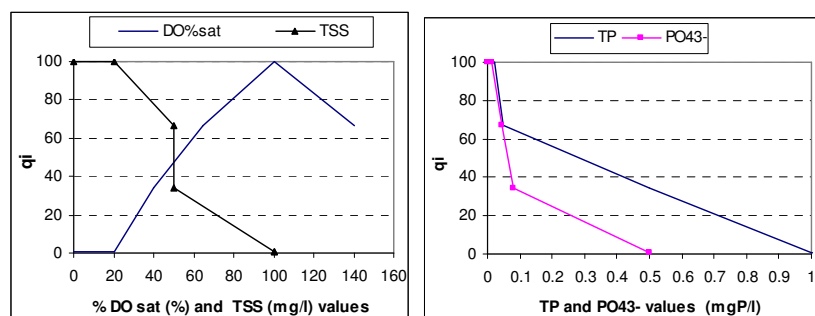 DO%sat TSS
100
80
60
40
20
0
qi
0 20 40 60 80 100 120 140 160
% DO sat (%) and TSS (mg/l) values
TP PO43-
100
80
60
40
20
0
qi
0 0.1 0.2 0.3 0.4 0.5 0.6 0.7 0.8 0.9 1
TP and PO43- values (mgP/l)